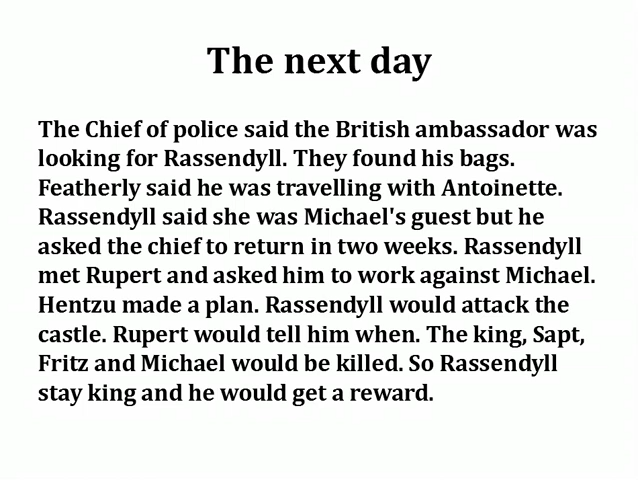 The next day
The Chief of police said the British ambassador was
looking for Rassendyll. They found his bags.
Featherly said he was travelling with Antoinette.
Rassendyll said she was Michael's guest but he
asked the chief to return in two weeks. Rassendyll
met Rupert and asked him to work against Michael.
Hentzu made a plan. Rassendyll would attack the
castle. Rupert would tell him when. The king, Sapt,
Fritz and Michael would be killed. So Rassendyll
stay king and he would get a reward.